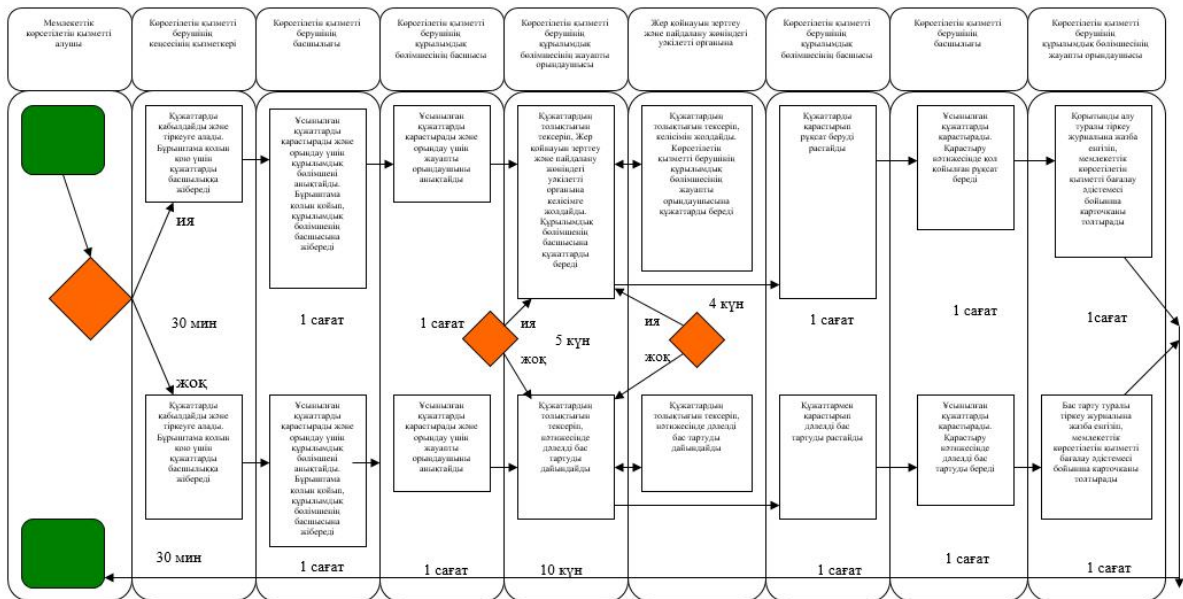 Мемлекеттік
көрсетілетін қызметті
алушы
Көрсетілетін қызметті
берушінің
кеңсесінің қызметкері
Көрсетілетін қызметті
берушінің
басшылығы
Көрсетілетін қызметті
берушінің
құрылымдық
бөлімшесінің басшысы
Көрсетілетін қызметті
берушінің
құрылымдық
бөлімшесінің жауапты
орындаушысы
Жер қойнауын зерттеу
және пайдалану жөніндегі
уәкілетті органына
Көрсетілетін қызметті
берушінің
құрылымдық
бөлімшесінің басшысы
Көрсетілетін қызметті
берушінің
басшылығы
Көрсетілетін қызметті
берушінің
құрылымдық бөлімшесінің
жауапты орындаушысы
Құжаттарды
қабылдайды және
тіркеуге алады.
Бұрыштама қолын
қою үшін
құжаттарды
басшылыққа
жібереді
Ұсынылған
құжаттарды
қарастырады және
орындау үшін
құрылымдық
бөлімшені
анықтайды.
Бұрыштама
қолын қойып,
құрылымдық
бөлімшенің
басшысына
жібереді
Ұсынылған
құжаттарды
қарастырады және
орындау үшін
жауапты
орындаушыны
анықтайды
Құжаттардың
толықтығын
тексеріп, Жер
қойнауын зерттеу
және пайдалану
жөніндегі
уәкілетті
органына
келісімге
жолдайды.
Құрылымдық
бөлімшенің
басшысына
құжаттарды
береді
Құжаттардың
толықтығын тексеріп,
келісімін жолдайды.
Көрсетілетін
қызметті берушінің
құрылымдық
бөлімшесінің
жауапты
орындаушысына
құжаттарды береді
Құжаттарды
қарастырып
рұқсат беруді
растайды
Ұсынылған
құжаттарды
қарастырады.
Қарастыру
нәтижесінде қол
қойылған рұқсат
береді
Қорытынды алу
туралы тіркеу
журналына жазба
енгізіп,
мемлекеттік
көрсетілетін
қызметті бағалау
әдістемесі
бойынша
карточканы
толтырады
ия
30 мин
1 сағат
1 сағат
ия
5 күн
жоқ
ия
жоқ
4 күн
1 сағат
1 сағат
1сағат
жоқ
Құжаттарды
қабылдайды және
тіркеуге алады.
Бұрыштама қолын
қою үшін
құжаттарды
басшылыққа
жібереді
Ұсынылған
құжаттарды
қарастырады және
орындау үшін
құрылымдық
бөлімшені
анықтайды.
Бұрыштама
қолын қойып,
құрылымдық
бөлімшенің
басшысына
жібереді
Ұсынылған
құжаттарды
қарастырады және
орындау үшін
жауапты
орындаушыны
анықтайды
Құжаттардың
толықтығын
тексеріп,
нәтижесінде
дәлелді бас
тартуды
дайындайды
Құжаттардың
толықтығын тексеріп,
нәтижесінде дәлелді
бас тартуды
дайындайды
Құжаттармен
қарастырып
дәлелді бас
тартуды растайды
Ұсынылған
құжаттарды
қарастырады.
Қарастыру
нәтижесінде
дәлелді бас
тартуды береді
Бас тарту туралы
тіркеу журналына
жазба енгізіп,
мемлекеттік
көрсетілетін қызметті
бағалау әдістемесі
бойынша карточканы
толтырады
30 мин
1 сағат
1 сағат
10 күн
1 сағат
1 сағат
1 сағат